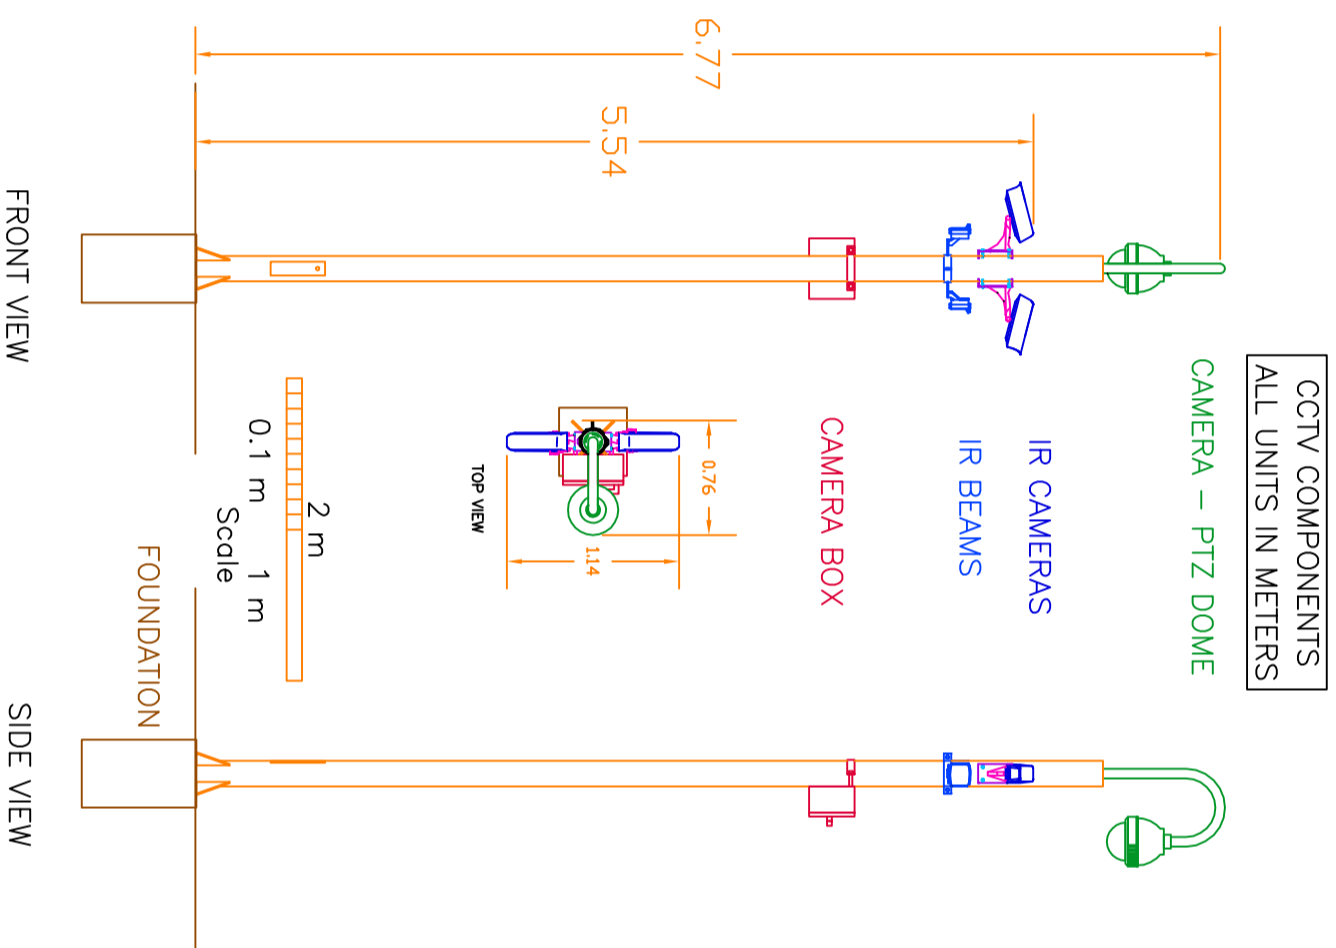 CCTV COMPONENTS
ALL UNITS IN METERS
CAMERA - PTZ DOME
IR CAMERAS
IR BEAMS
CAMERA BOX
6.77
5.54
0.76
1.14
TOP VIEW
2 m
0.1 m 1 m
Scale
FOUNDATION
FRONT VIEW
SIDE VIEW